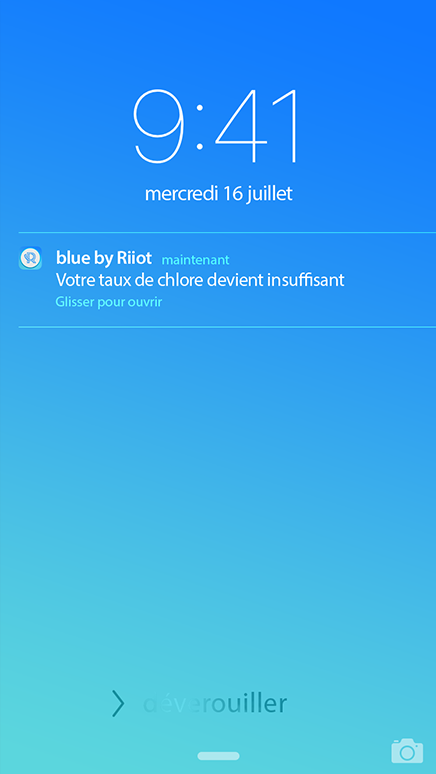 9:41
mercredi 16 juillet
blue by Riiot maintenant
Votre taux de chlore devient insuffisant
Glisser pour ouvrir
déverouiller